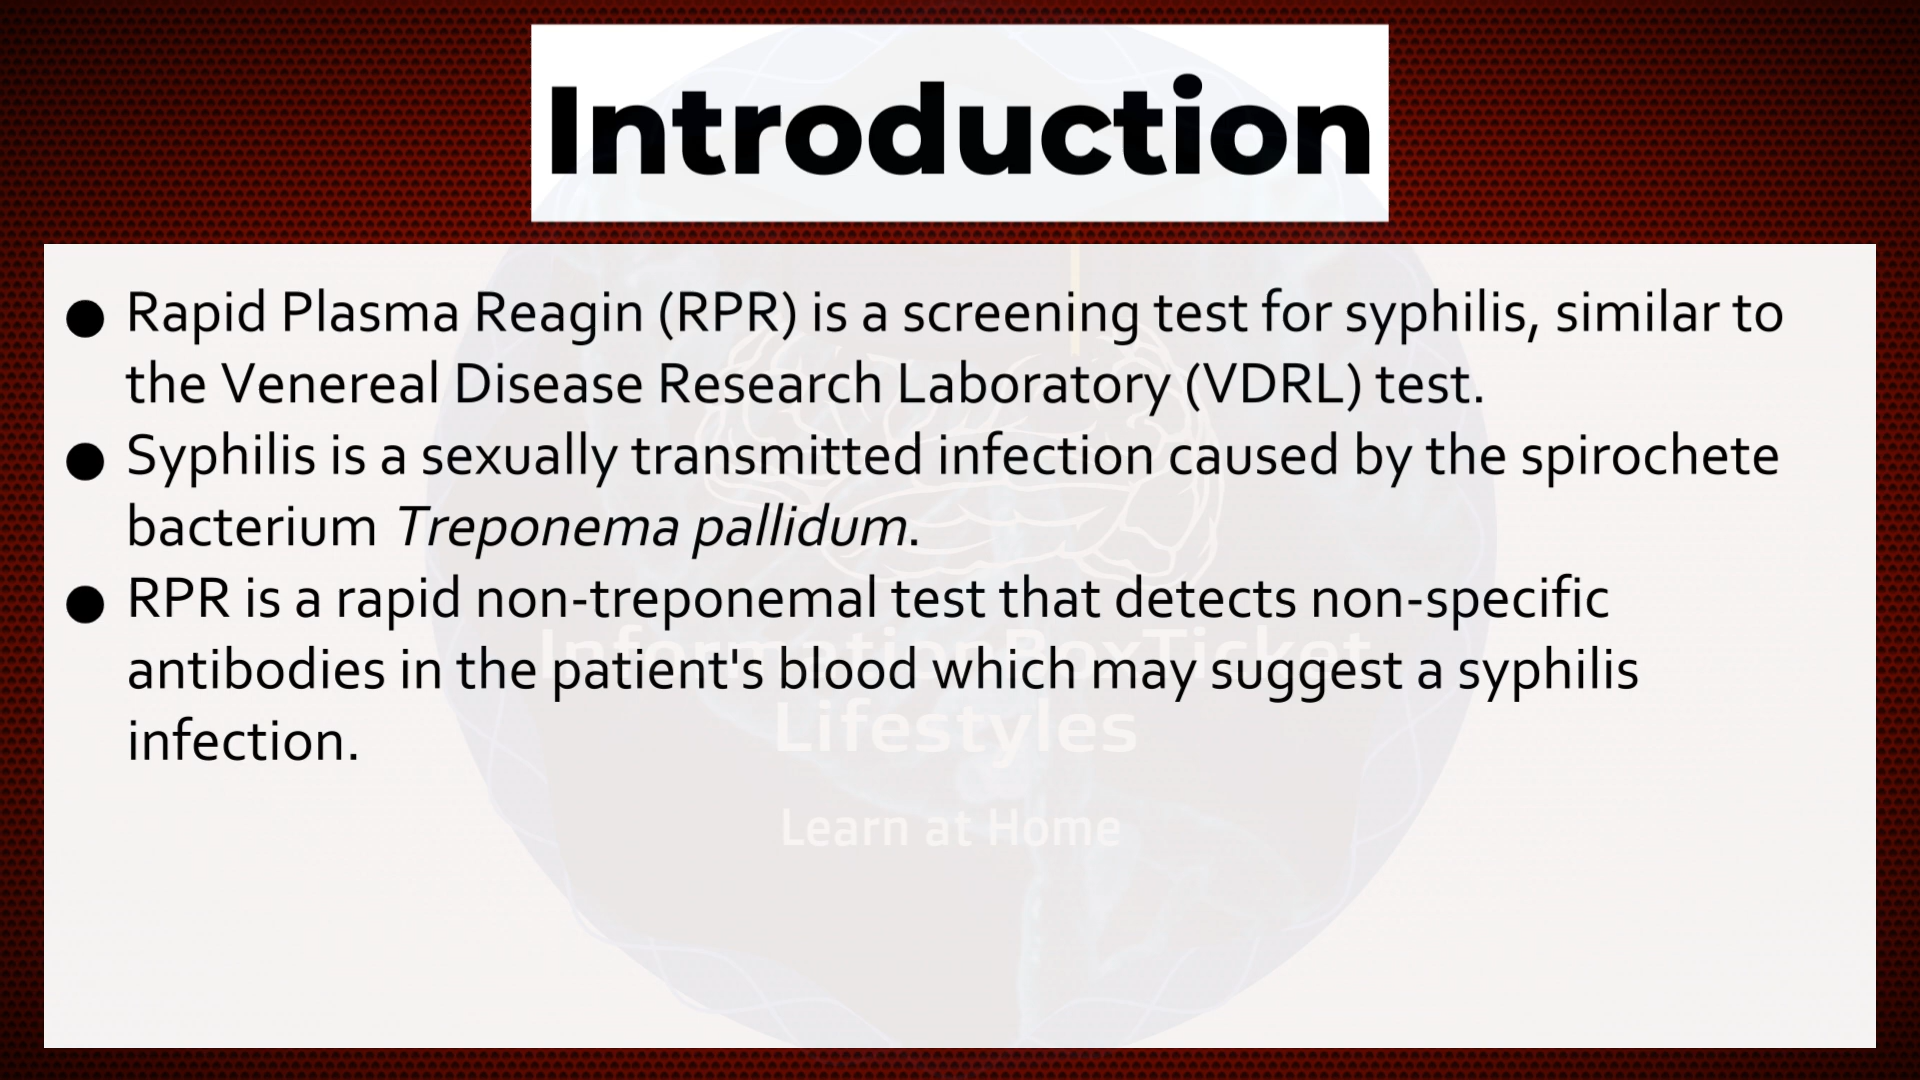 Introduction
● Rapid Plasma Reagin (RPR) is a screening test for syphilis, similar to
the Venereal Disease Research Laboratory (VDRL) test.
● Syphilis is a sexually transmitted infection caused by the spirochete
bacterium Treponema pallidum.
● RPR is a rapid non-treponemal test that detects non-specific
antibodies in the patient's blood which may suggest a syphilis
infection.
InformationBoxTicket
Lifestyles
Learn at Home